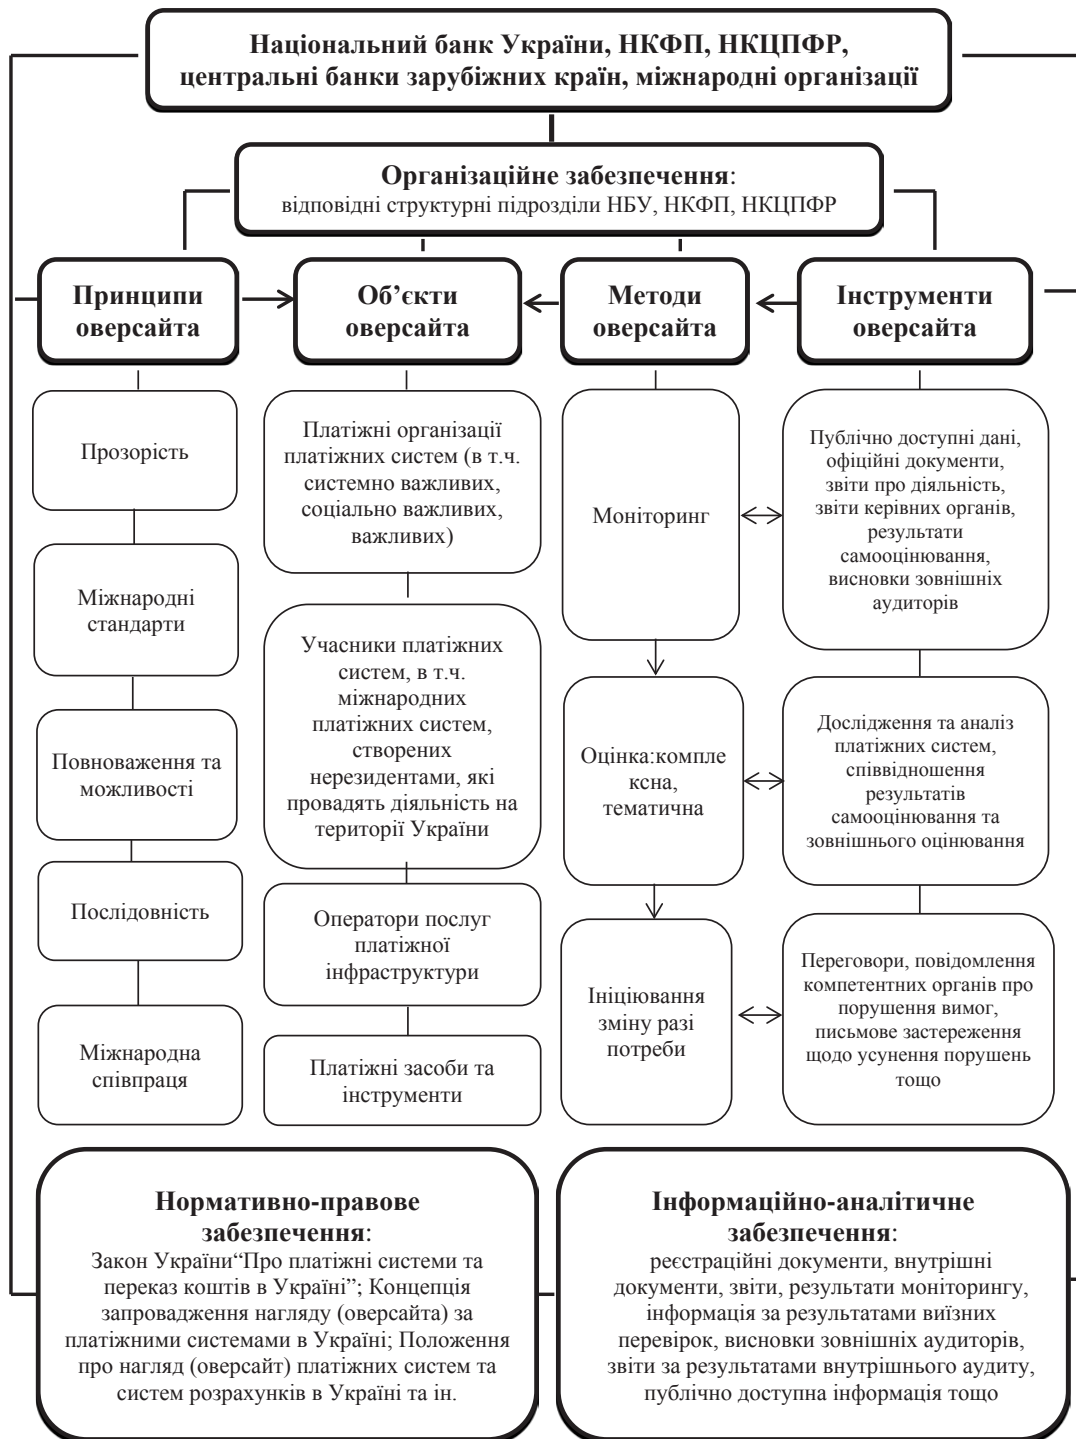 Національний банк України, НКФП, НКЦПФР,
центральні банки зарубіжних країн, міжнародні організації
Організаційне забезпечення:
відповідні структурні підрозділи НБУ, НКФП, НКЦПФР
Принципи
оверсайта
Об’єкти
оверсайта
Методи
оверсайта
Інструменти
оверсайта
Прозорість
Міжнародні
стандарти
Повноваження та
можливості
Послідовність
Міжнародна
співпраця
Платіжні організації
платіжних систем (в т.ч.
системно важливих,
соціально важливих,
важливих)
Учасники платіжних
систем, в т.ч.
міжнародних
платіжних систем,
створених
нерезидентами, які
провадять діяльність на
території України
Оператори послуг
платіжної
інфраструктури
Платіжні засоби та
інструменти
Моніторинг
Оцінка:компле
ксна,
тематична
Ініціювання
зміну разі
потреби
Публічно доступні дані,
офіційні документи,
звіти про діяльність,
звіти керівних органів,
результати
самооцінювання,
висновки зовнішніх
аудиторів
Дослідження та аналіз
платіжних систем,
співвідношення
результатів
самооцінювання та
зовнішнього оцінювання
Переговори, повідомлення
компетентних органів про
порушення вимог,
письмове застереження
щодо усунення порушень
тощо
Нормативно-правове
забезпечення:
Закон України“Про платіжні системи та
переказ коштів в Україні”; Концепція
запровадження нагляду (оверсайта) за
платіжними системами в Україні; Положення
про нагляд (оверсайт) платіжних систем та
систем розрахунків в Україні та ін.
Інформаційно-аналітичне
забезпечення:
реєстраційні документи, внутрішні
документи, звіти, результати моніторингу,
інформація за результатами виїзних
перевірок, висновки зовнішніх аудиторів,
звіти за результатами внутрішнього аудиту,
публічно доступна інформація тощо